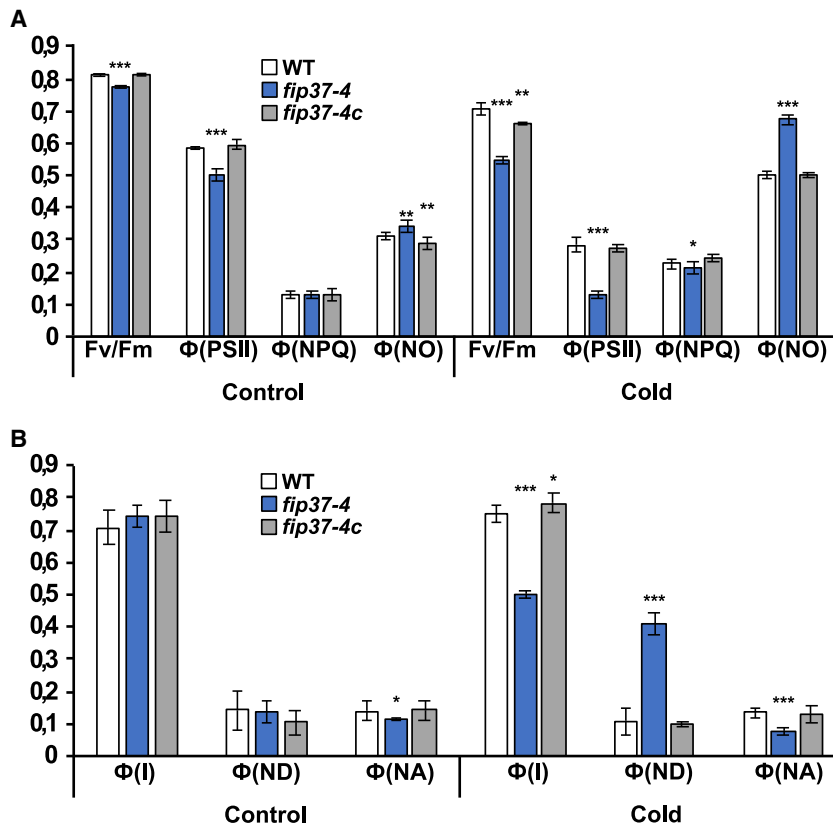 A
0,9
0,8
0,7
0,6
0,5
0,4
0,3
0,2
0,1
0
WT
fip37-4
fip37-4c
*** *** ** ** *** ** *** * ***
Fv/Fm Φ(PSII) Φ(NPQ) Φ(NO) Fv/Fm Φ(PSII) Φ(NPQ) Φ(NO)
Control Cold
B
0,9
0,8
0,7
0,6
0,5
0,4
0,3
0,2
0,1
0
WT
fip37-4
fip37-4c
* *** * *** ***
Φ(I) Φ(ND) Φ(NA) Φ(I) Φ(ND) Φ(NA)
Control Cold